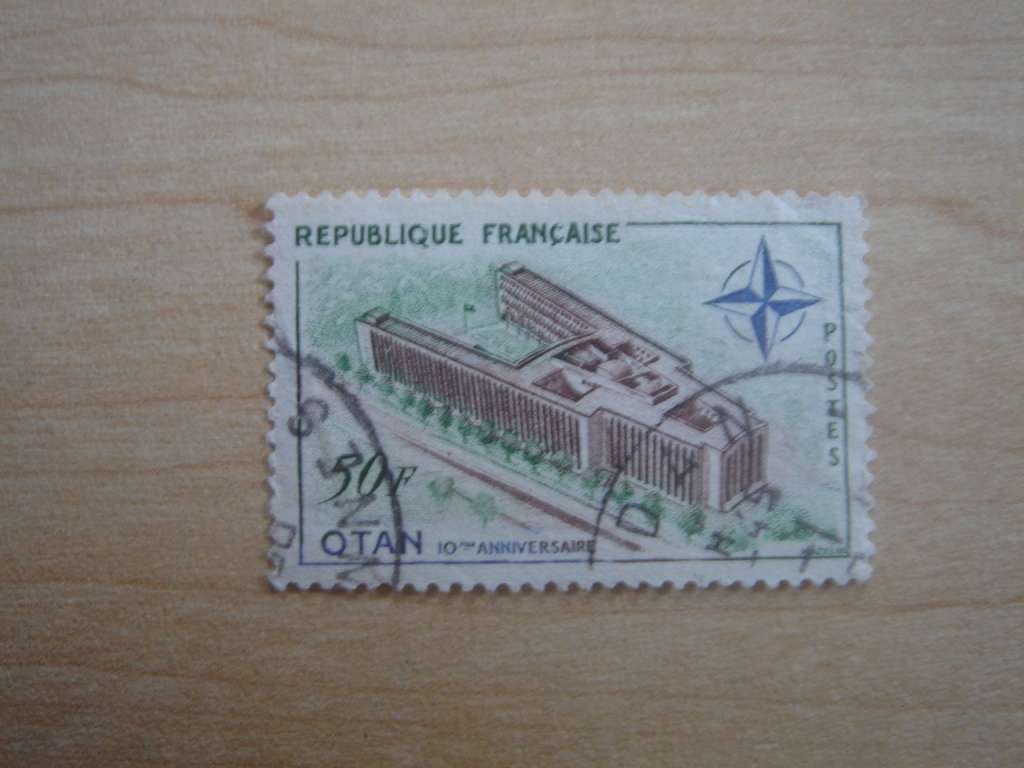 REPUBLIQUE FRANÇAISE
POSTES
50F
OTAN 10ÈME ANNIVERSAIRE